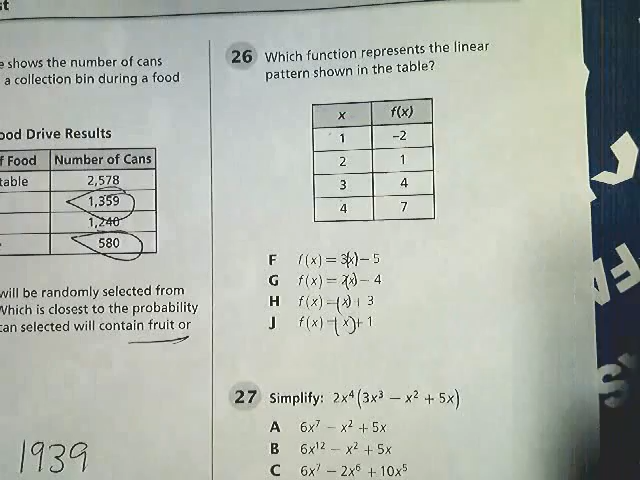 st
e shows the number of cans
a collection bin during a food
ood Drive Results
f Food Number of Cans
table 2,578
1,359
1,240
580
will be randomly selected from
Which is closest to the probability
can selected will contain fruit or
1939
26 Which function represents the linear
pattern shown in the table?
x f(x)
1 −2
2 1
3 4
4 7
F f(x) = 3(x) − 5
G f(x) = (x) − 4
H f(x) = (x) + 3
J f(x) = (x) + 1
27 Simplify: 2x⁴(3x³ − x² + 5x)
A 6x⁷ − x² + 5x
B 6x¹² − x² + 5x
C 6x⁷ − 2x⁶ + 10x⁵